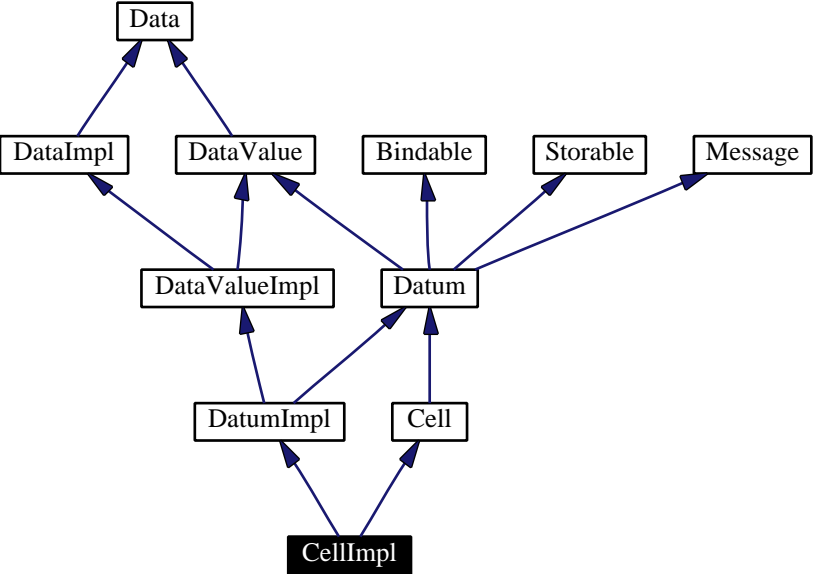 Data
DataImpl
DataValue
Bindable
Storable
Message
DataValueImpl
Datum
DatumImpl
Cell
CellImpl